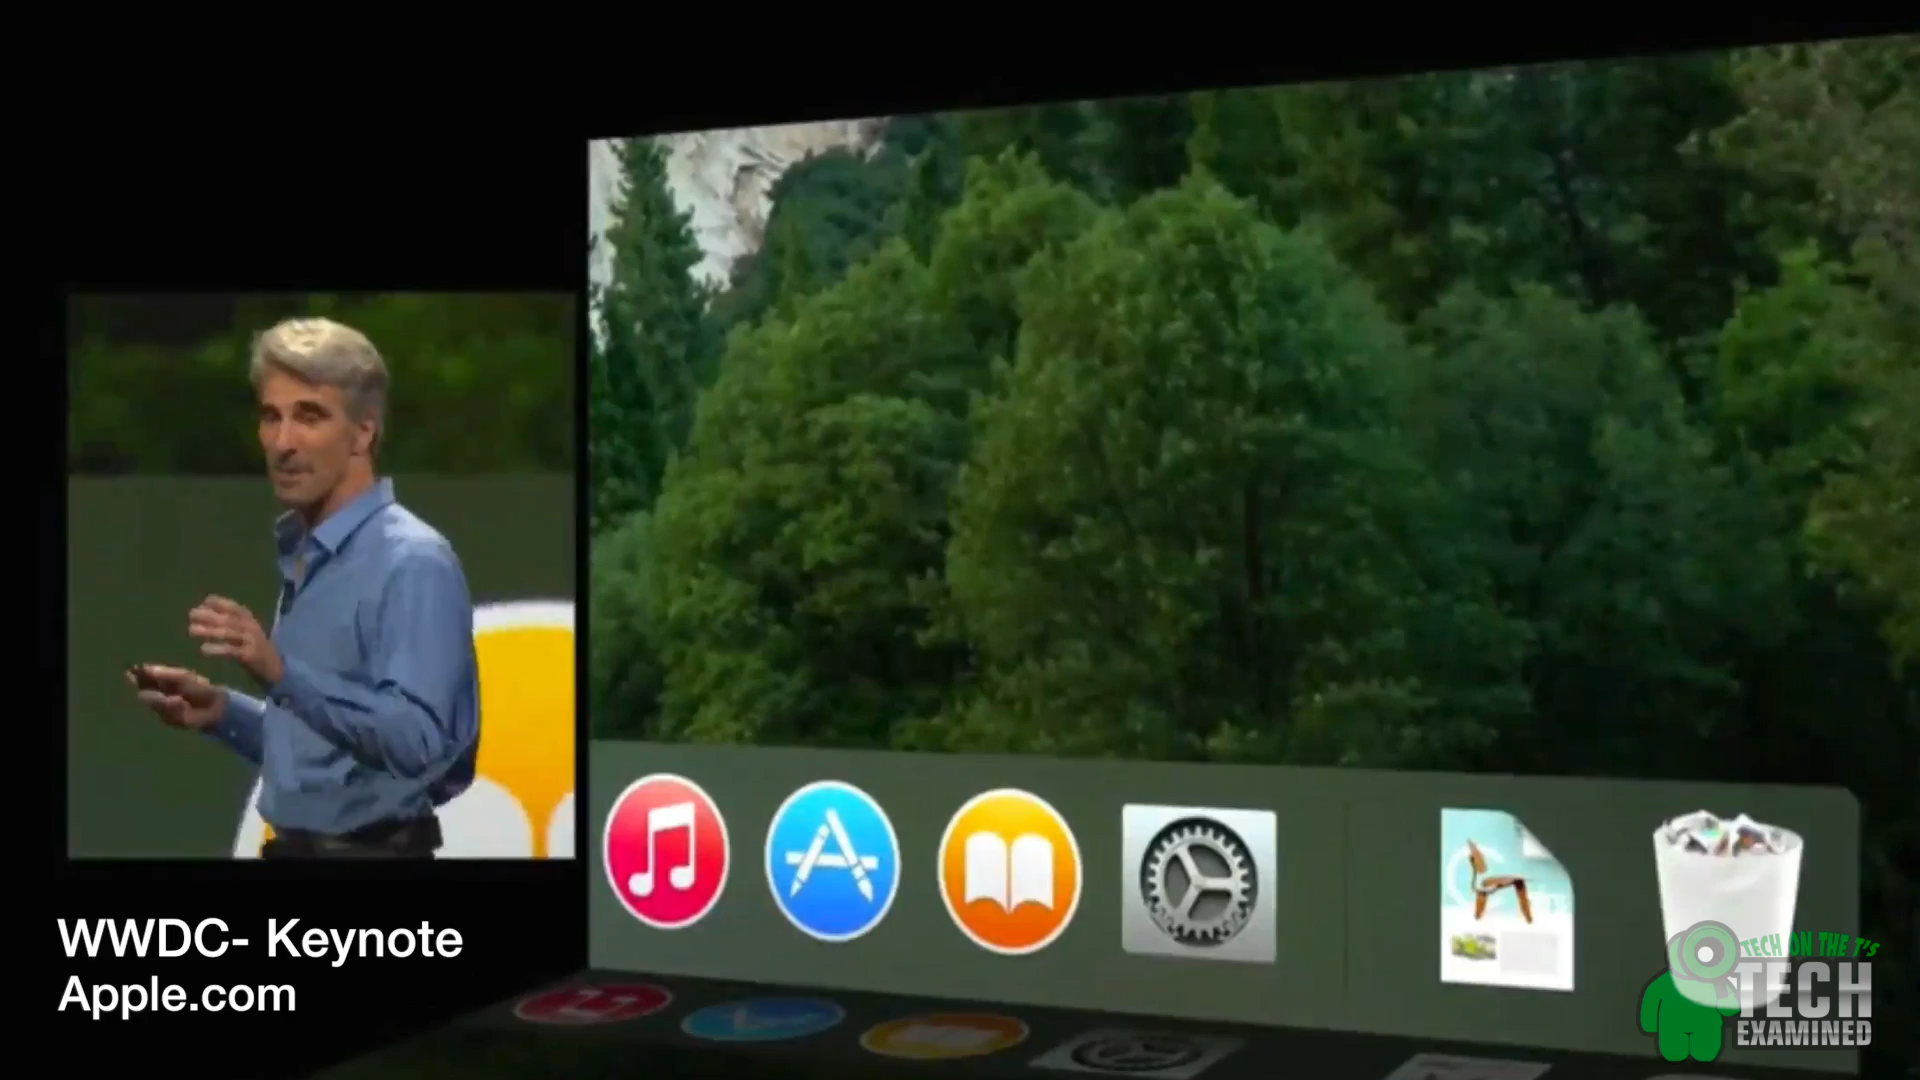 WWDC- Keynote
Apple.com
TECH ON THE T'S
TECH
EXAMINED